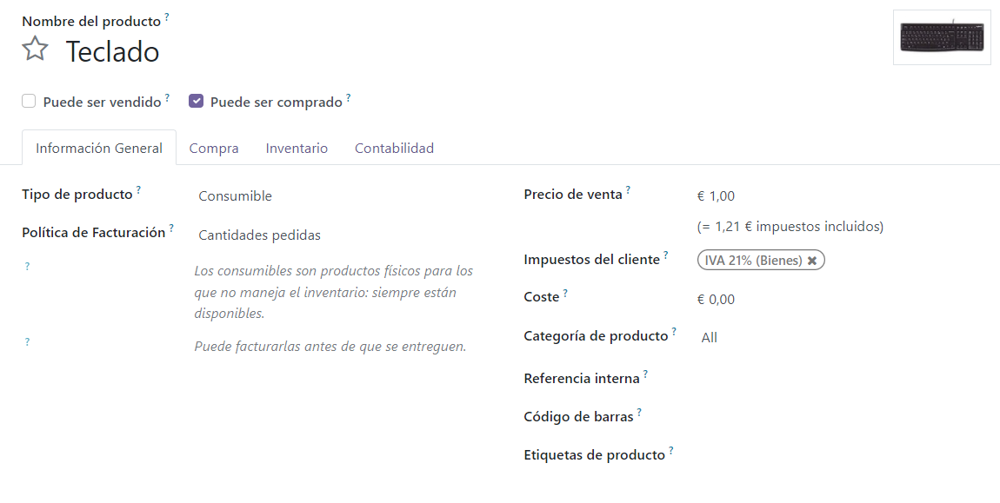 Nombre del producto ?
Teclado
Puede ser vendido ? Puede ser comprado ?
Información General Compra Inventario Contabilidad
Tipo de producto ? Consumible
Política de Facturación ? Cantidades pedidas
? Los consumibles son productos físicos para los
que no maneja el inventario: siempre están
disponibles.
? Puede facturarlas antes de que se entreguen.
Precio de venta ? € 1,00
(= 1,21 € impuestos incluidos)
Impuestos del cliente ? IVA 21% (Bienes) ✖
Coste ? € 0,00
Categoría de producto ? All
Referencia interna ?
Código de barras ?
Etiquetas de producto ?